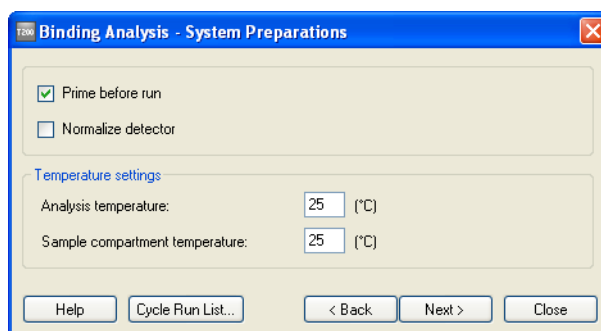 T200 Binding Analysis - System Preparations
Prime before run
Normalize detector
Temperature settings
Analysis temperature: 25 (°C)
Sample compartment temperature: 25 (°C)
Help Cycle Run List... < Back Next > Close